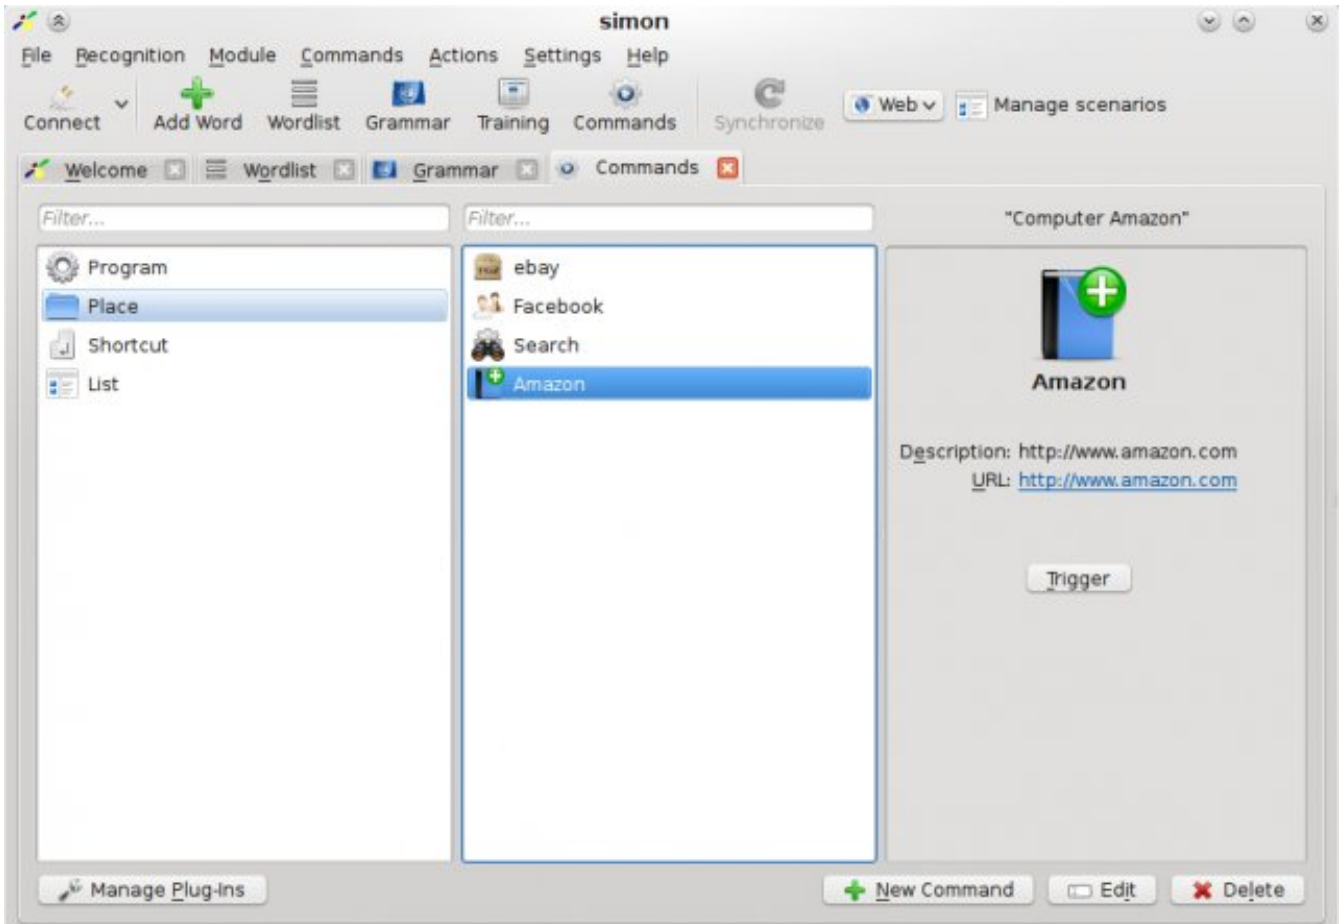 simon
File Recognition Module Commands Actions Settings Help
Connect Add Word Wordlist Grammar Training Commands Synchronize Web Manage scenarios
Welcome Wordlist Grammar Commands
Filter... Filter... "Computer Amazon"
Program
Place
Shortcut
List
ebay
Facebook
Search
Amazon
Amazon
Description: http://www.amazon.com
URL: http://www.amazon.com
Trigger
Manage Plug-Ins New Command Edit Delete